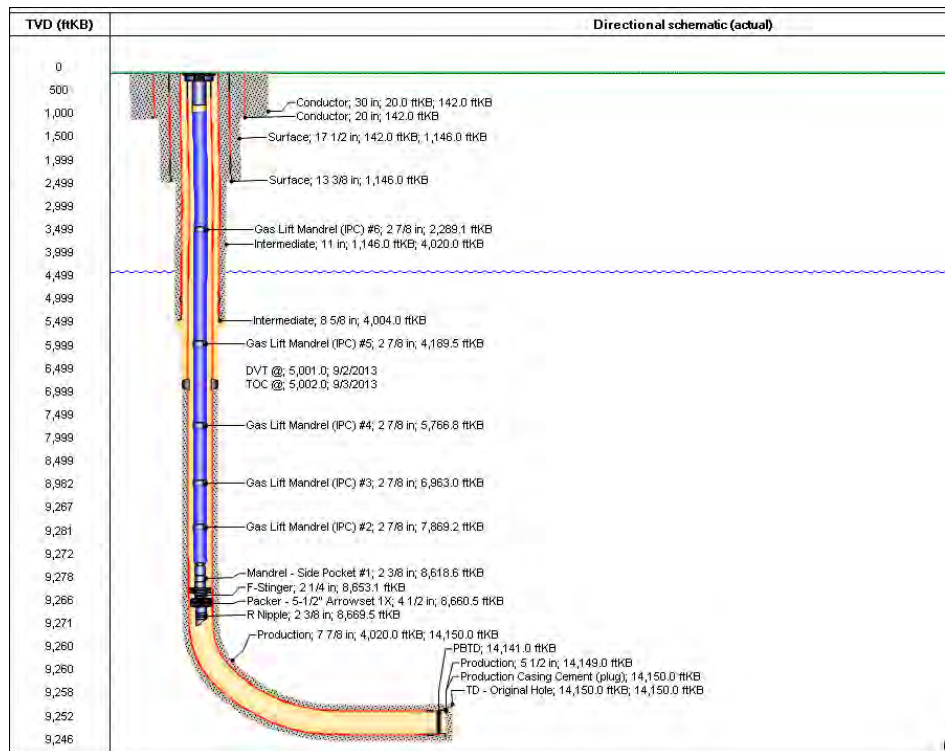 TVD (ftKB)
Directional schematic (actual)
0
500
1,000
1,500
1,999
2,499
2,999
3,499
3,999
4,499
4,999
5,499
5,999
6,499
6,999
7,499
7,999
8,499
8,982
9,267
9,281
9,272
9,278
9,266
9,271
9,260
9,260
9,258
9,252
9,246
Conductor; 30 in; 20.0 ftKB; 142.0 ftKB
Conductor; 20 in; 142.0 ftKB
Surface; 17 1/2 in; 142.0 ftKB; 1,146.0 ftKB
Surface; 13 3/8 in; 1,146.0 ftKB
Gas Lift Mandrel (IPC) #6; 2 7/8 in; 2,289.1 ftKB
Intermediate; 11 in; 1,146.0 ftKB; 4,020.0 ftKB
Intermediate; 8 5/8 in; 4,004.0 ftKB
Gas Lift Mandrel (IPC) #5; 2 7/8 in; 4,189.5 ftKB
DVT @; 5,001.0; 9/2/2013
TOC @; 5,002.0; 9/3/2013
Gas Lift Mandrel (IPC) #4; 2 7/8 in; 5,766.8 ftKB
Gas Lift Mandrel (IPC) #3; 2 7/8 in; 6,963.0 ftKB
Gas Lift Mandrel (IPC) #2; 2 7/8 in; 7,869.2 ftKB
Mandrel - Side Pocket #1; 2 3/8 in; 8,618.6 ftKB
F-Stinger; 2 1/4 in; 8,653.1 ftKB
Packer - 5-1/2" Arrowset 1X; 4 1/2 in; 8,660.5 ftKB
R Nipple; 2 3/8 in; 8,669.5 ftKB
Production; 7 7/8 in; 4,020.0 ftKB; 14,150.0 ftKB
PBTD; 14,141.0 ftKB
Production; 5 1/2 in; 14,149.0 ftKB
Production Casing Cement (plug); 14,150.0 ftKB
TD - Original Hole; 14,150.0 ftKB; 14,150.0 ftKB